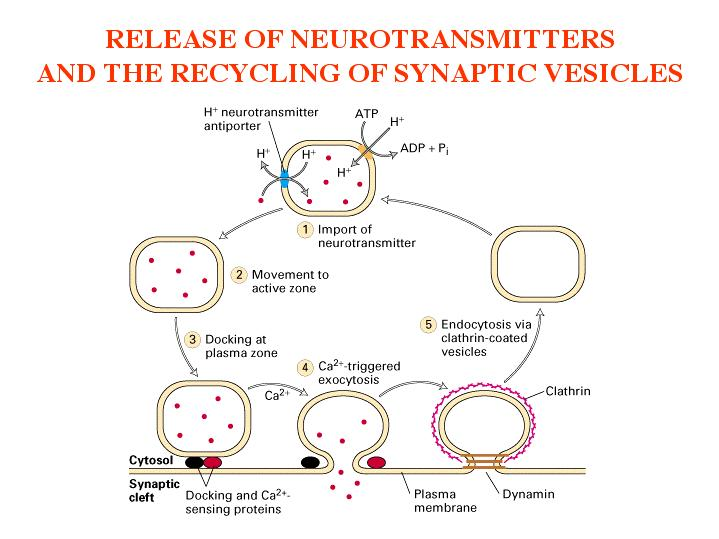 RELEASE OF NEUROTRANSMITTERS
AND THE RECYCLING OF SYNAPTIC VESICLES
H⁺ neurotransmitter
antiporter
ATP
H⁺
H⁺
H⁺
ADP + Pᵢ
H⁺
1 Import of
neurotransmitter
2 Movement to
active zone
3 Docking at
plasma zone
4 Ca²⁺-triggered
exocytosis
5 Endocytosis via
clathrin-coated
vesicles
Ca²⁺
Clathrin
Cytosol
Synaptic
cleft
Docking and Ca²⁺-
sensing proteins
Plasma
membrane
Dynamin